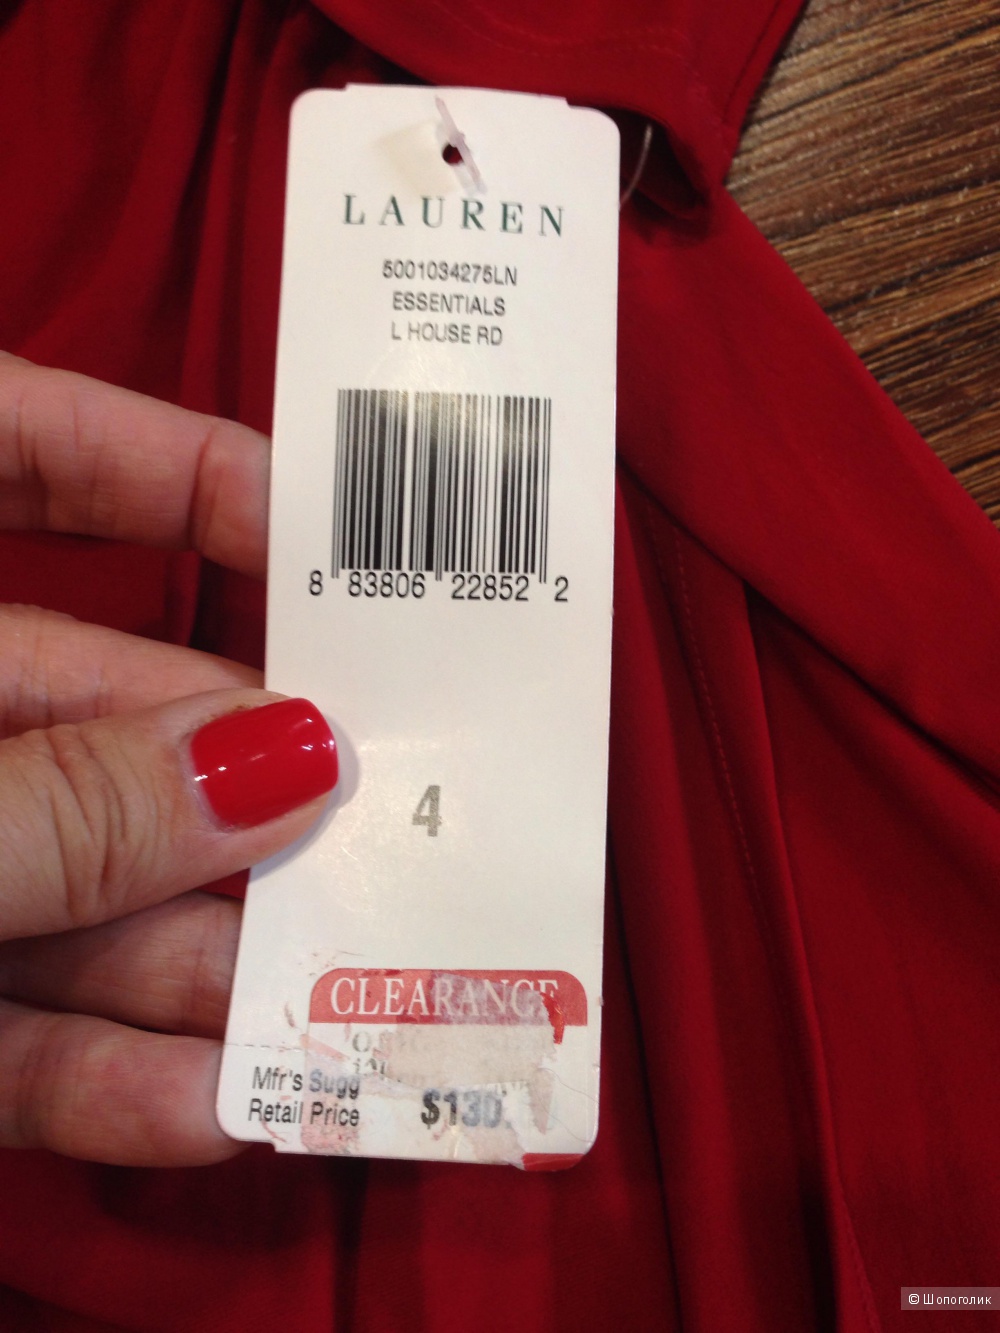 LAUREN
5001034275LN
ESSENTIALS
L HOUSE RD
8 83806 22852 2
4
CLEARANCE
Mfr's Sugg
Retail Price $130.
© Шопоголик